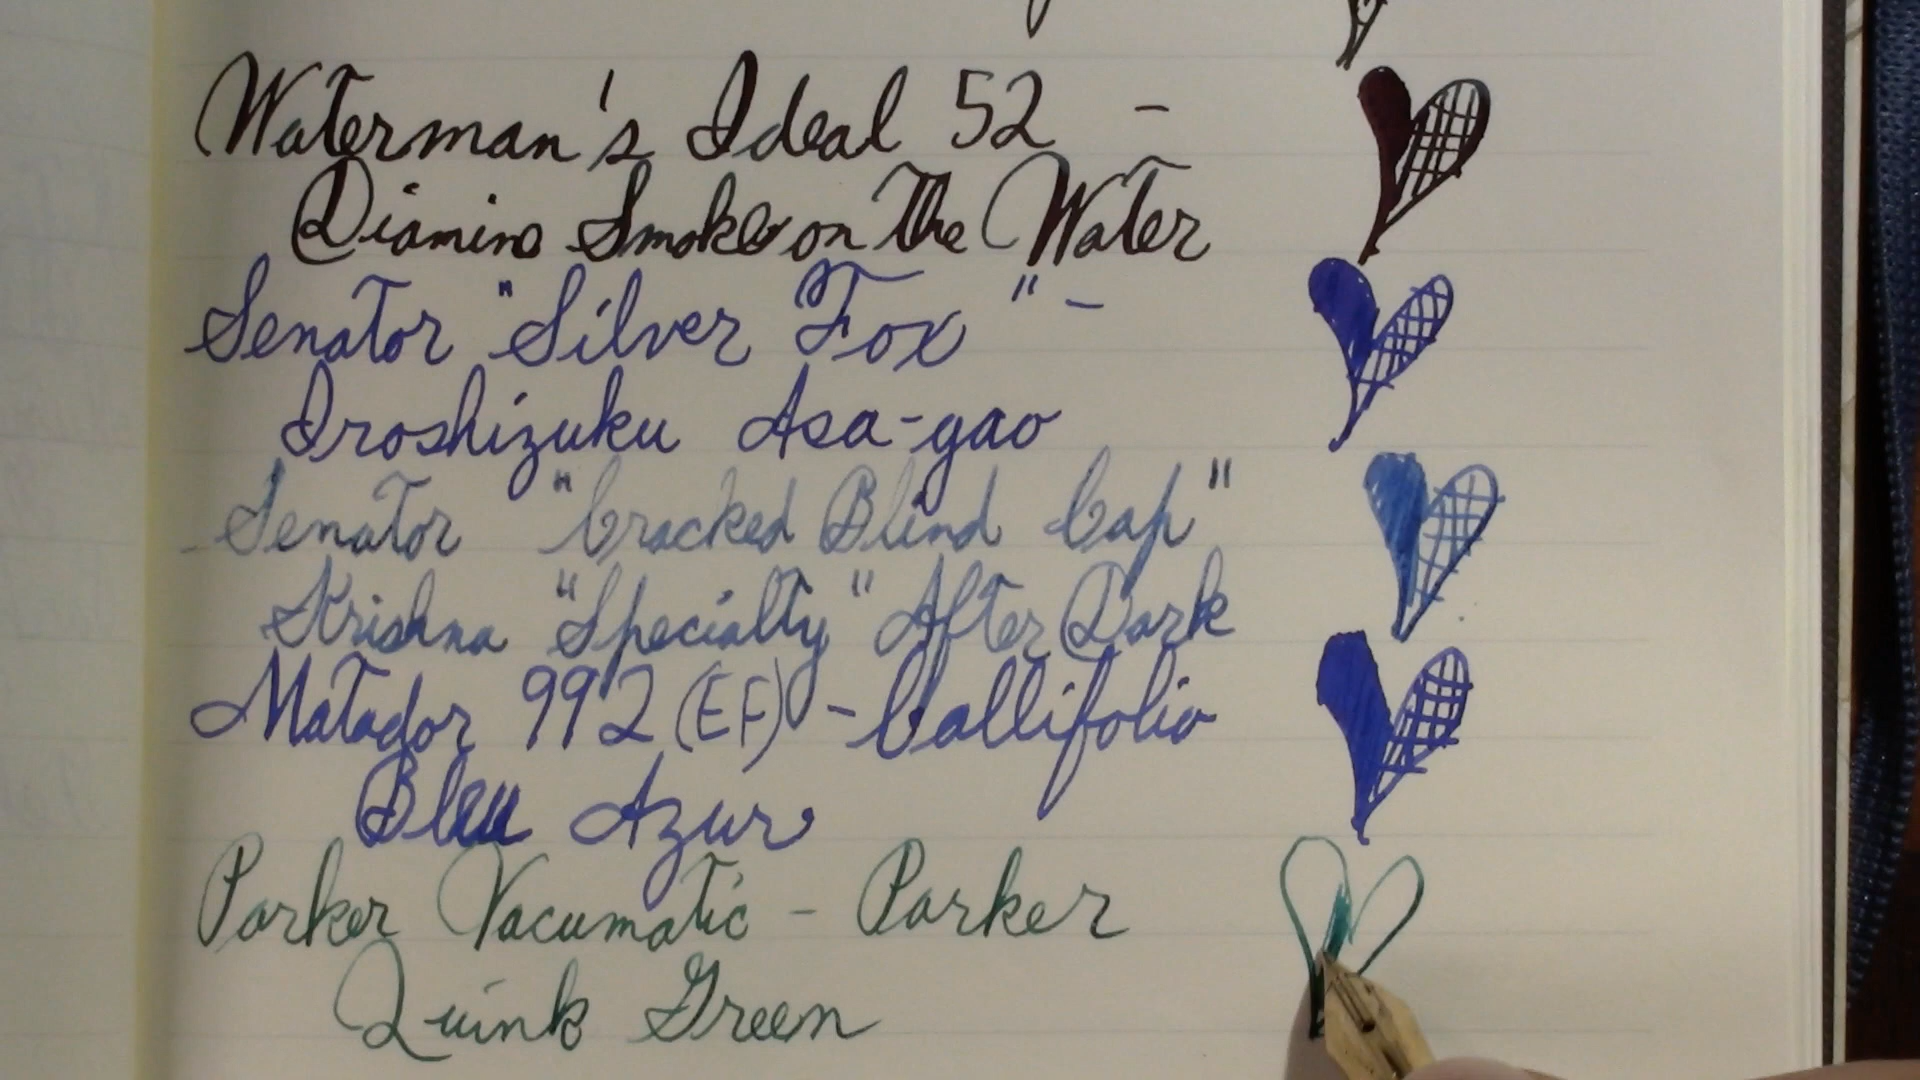 Waterman's Ideal 52 -
Diamine Smoke on The Water
Senator "Silver Fox" -
Iroshizuku Asa-gao
Senator "Cracked Blind Cap"
Krishna "Specialty" After Dark
Matador 992 (EF) - Callifolio
Bleu Azur
Parker Vacumatic - Parker
Quink Green